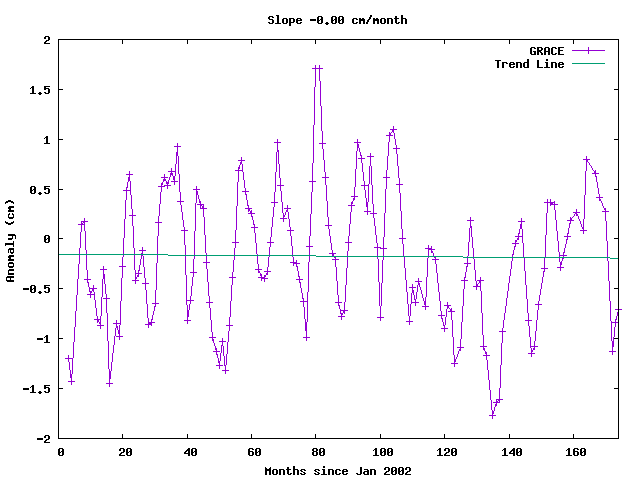 Slope -0.00 cm/month
GRACE
Trend Line
2
1.5
1
0.5
0
-0.5
-1
-1.5
-2
Anomaly (cm)
0 20 40 60 80 100 120 140 160
Months since Jan 2002